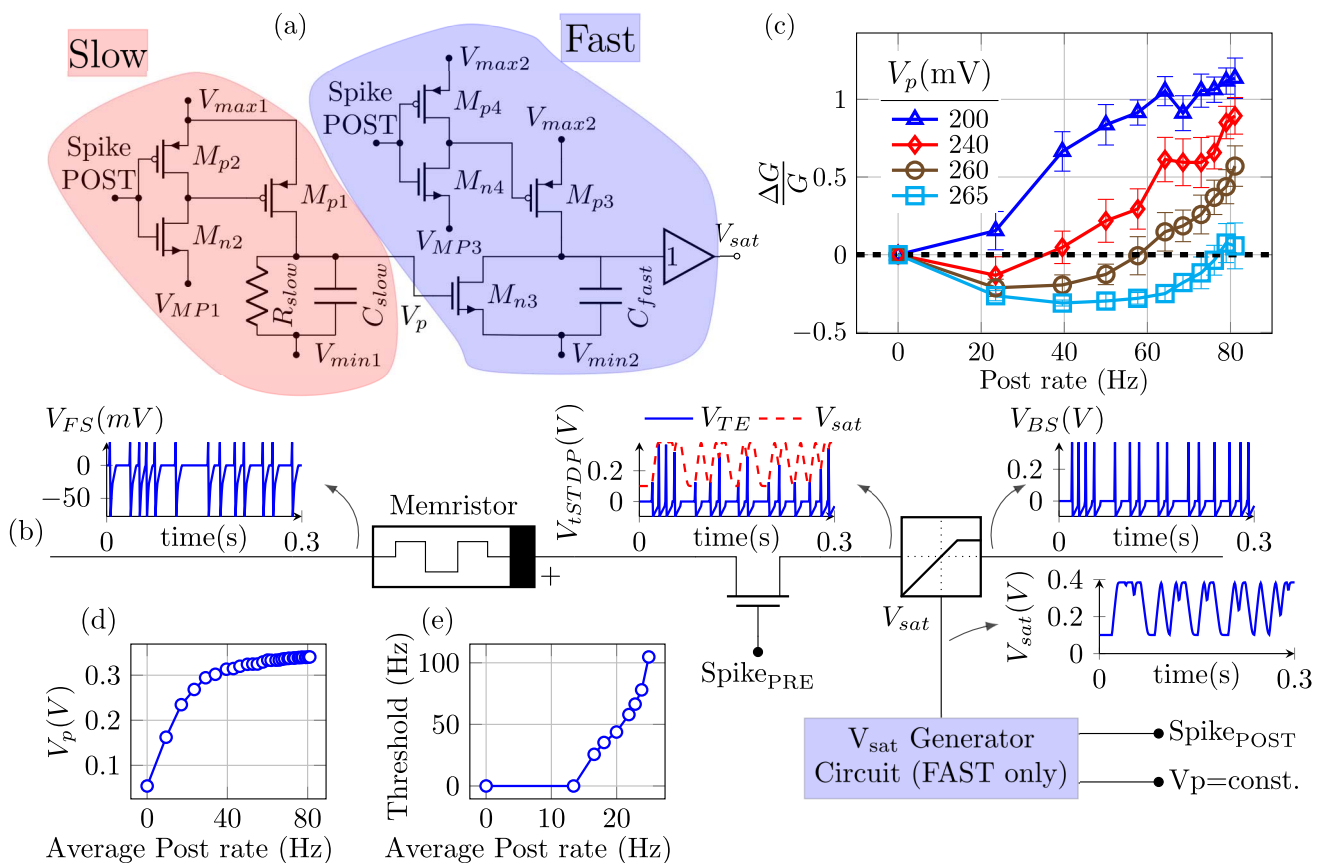 (a)
Slow
Fast
V_max1
Spike
POST
M_p2
M_n2
V_MP1
M_p1
R_slow
C_slow
V_min1
V_p
V_max2
Spike
POST
M_p4
M_n4
V_MP3
V_max2
M_p3
M_n3
C_fast
V_min2
1
V_sat
(c)
V_p(mV)
200
240
260
265
ΔG/G
1
0.5
0
−0.5
0 20 40 60 80
Post rate (Hz)
(b)
V_FS(mV)
0
−50
0 time(s) 0.3
Memristor
+
V_tSTDP(V)
V_TE V_sat
0.2
0
0 time(s) 0.3
Spike_PRE
V_sat
V_BS(V)
0.2
0
0 time(s) 0.3
V_sat(V)
0.4
0.2
0
0 time(s) 0.3
V_sat Generator
Circuit (FAST only)
Spike_POST
Vp=const.
(d)
V_p(V)
0.3
0.2
0.1
0 40 80
Average Post rate (Hz)
(e)
Threshold (Hz)
100
50
0
0 10 20
Average Post rate (Hz)